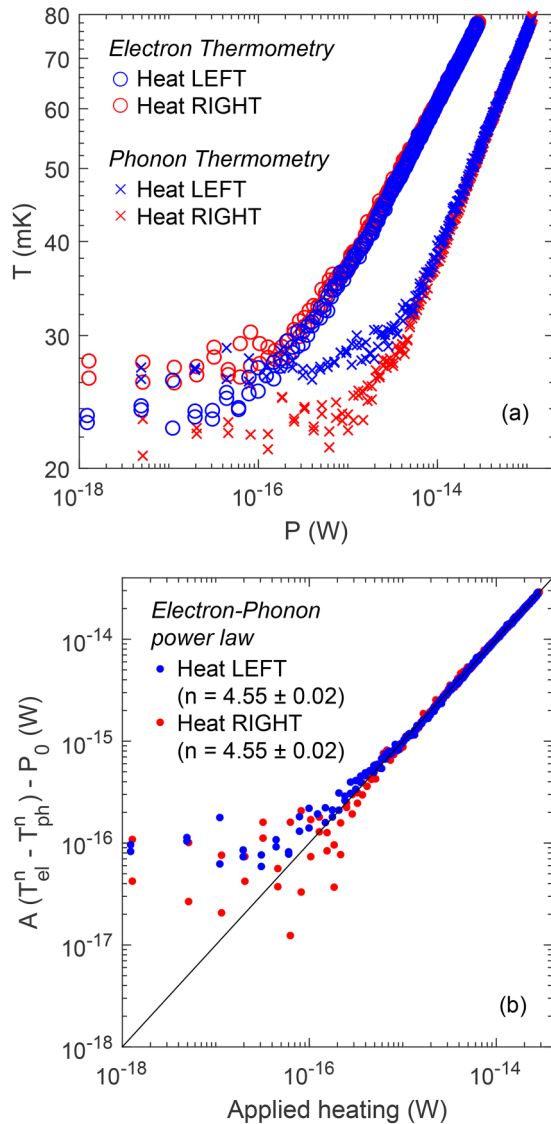 80
70
60
50
40
30
20
T (mK)
Electron Thermometry
Heat LEFT
Heat RIGHT
Phonon Thermometry
Heat LEFT
Heat RIGHT
(a)
10⁻¹⁸
10⁻¹⁶
10⁻¹⁴
P (W)
10⁻¹⁴
10⁻¹⁵
10⁻¹⁶
10⁻¹⁷
10⁻¹⁸
A (Tⁿₑₗ - Tⁿₚₕ) - P₀ (W)
Electron-Phonon
power law
Heat LEFT
(n = 4.55 ± 0.02)
Heat RIGHT
(n = 4.55 ± 0.02)
(b)
10⁻¹⁸
10⁻¹⁶
10⁻¹⁴
Applied heating (W)